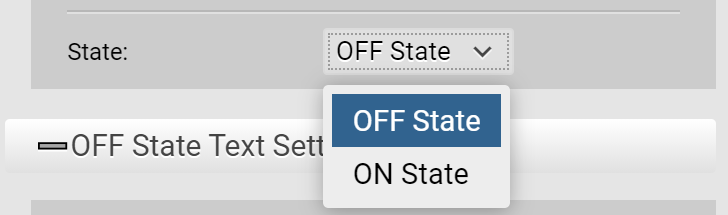 State:
OFF State
OFF State
OFF State Text Sett
ON State